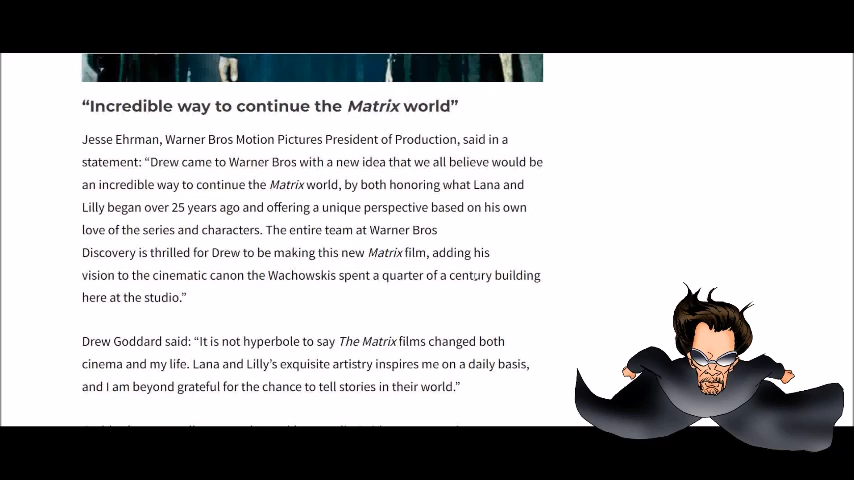 “Incredible way to continue the Matrix world”
Jesse Ehrman, Warner Bros Motion Pictures President of Production, said in a
statement: “Drew came to Warner Bros with a new idea that we all believe would be
an incredible way to continue the Matrix world, by both honoring what Lana and
Lilly began over 25 years ago and offering a unique perspective based on his own
love of the series and characters. The entire team at Warner Bros
Discovery is thrilled for Drew to be making this new Matrix film, adding his
vision to the cinematic canon the Wachowskis spent a quarter of a century building
here at the studio.”
Drew Goddard said: “It is not hyperbole to say The Matrix films changed both
cinema and my life. Lana and Lilly’s exquisite artistry inspires me on a daily basis,
and I am beyond grateful for the chance to tell stories in their world.”